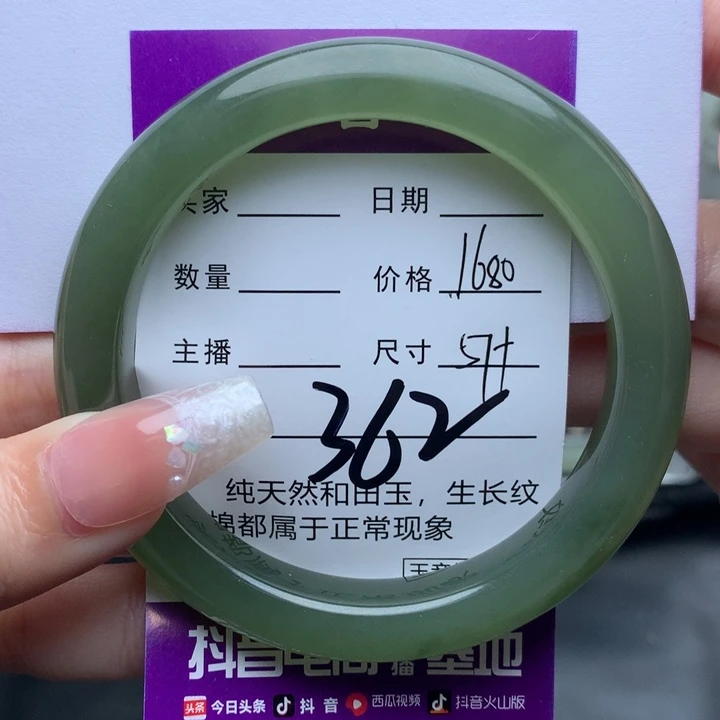 家 日期
数量 价格 1680
主播 尺寸 57+
362
纯天然和田玉，生长纹
棉都属于正常现象
抖音电商直播基地
头条 今日头条 抖音 西瓜视频 抖音火山版